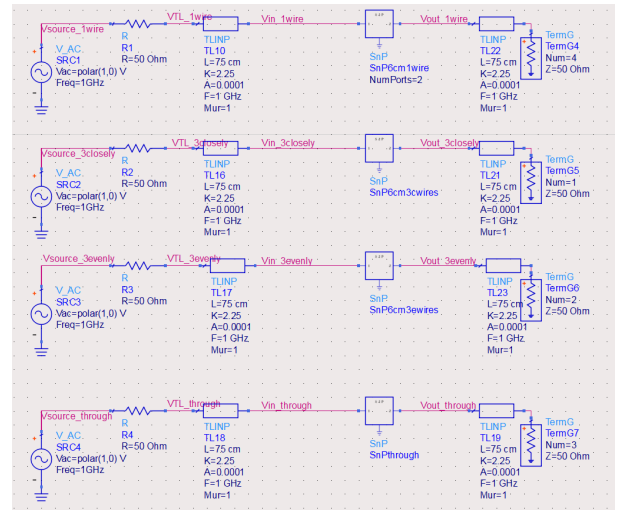 Vsource_1wire
VTL_1wire
Vin_1wire
Vout_1wire
V_AC
SRC1
Vac=polar(1,0) V
Freq=1GHz
R
R1
R=50 Ohm
TLINP
TL10
L=75 cm
K=2.25
A=0.0001
F=1 GHz
Mur=1
SnP
SnP6cm1wire
NumPorts=2
TLINP
TL22
L=75 cm
K=2.25
A=0.0001
F=1 GHz
Mur=1
TermG
TermG4
Num=4
Z=50 Ohm
Vsource_3closely
VTL_3closely
Vin_3closely
Vout_3closely
V_AC
SRC2
Vac=polar(1,0) V
Freq=1GHz
R
R2
R=50 Ohm
TLINP
TL16
L=75 cm
K=2.25
A=0.0001
F=1 GHz
Mur=1
SnP
SnP6cm3cwires
TLINP
TL21
L=75 cm
K=2.25
A=0.0001
F=1 GHz
Mur=1
TermG
TermG5
Num=1
Z=50 Ohm
Vsource_3evenly
VTL_3evenly
Vin_3evenly
Vout_3evenly
V_AC
SRC3
Vac=polar(1,0) V
Freq=1GHz
R
R3
R=50 Ohm
TLINP
TL17
L=75 cm
K=2.25
A=0.0001
F=1 GHz
Mur=1
SnP
SnP6cm3ewires
TLINP
TL23
L=75 cm
K=2.25
A=0.0001
F=1 GHz
Mur=1
TermG
TermG6
Num=2
Z=50 Ohm
Vsource_through
VTL_through
Vin_through
Vout_through
V_AC
SRC4
Vac=polar(1,0) V
Freq=1GHz
R
R4
R=50 Ohm
TLINP
TL18
L=75 cm
K=2.25
A=0.0001
F=1 GHz
Mur=1
SnP
SnPthrough
TLINP
TL19
L=75 cm
K=2.25
A=0.0001
F=1 GHz
Mur=1
TermG
TermG7
Num=3
Z=50 Ohm